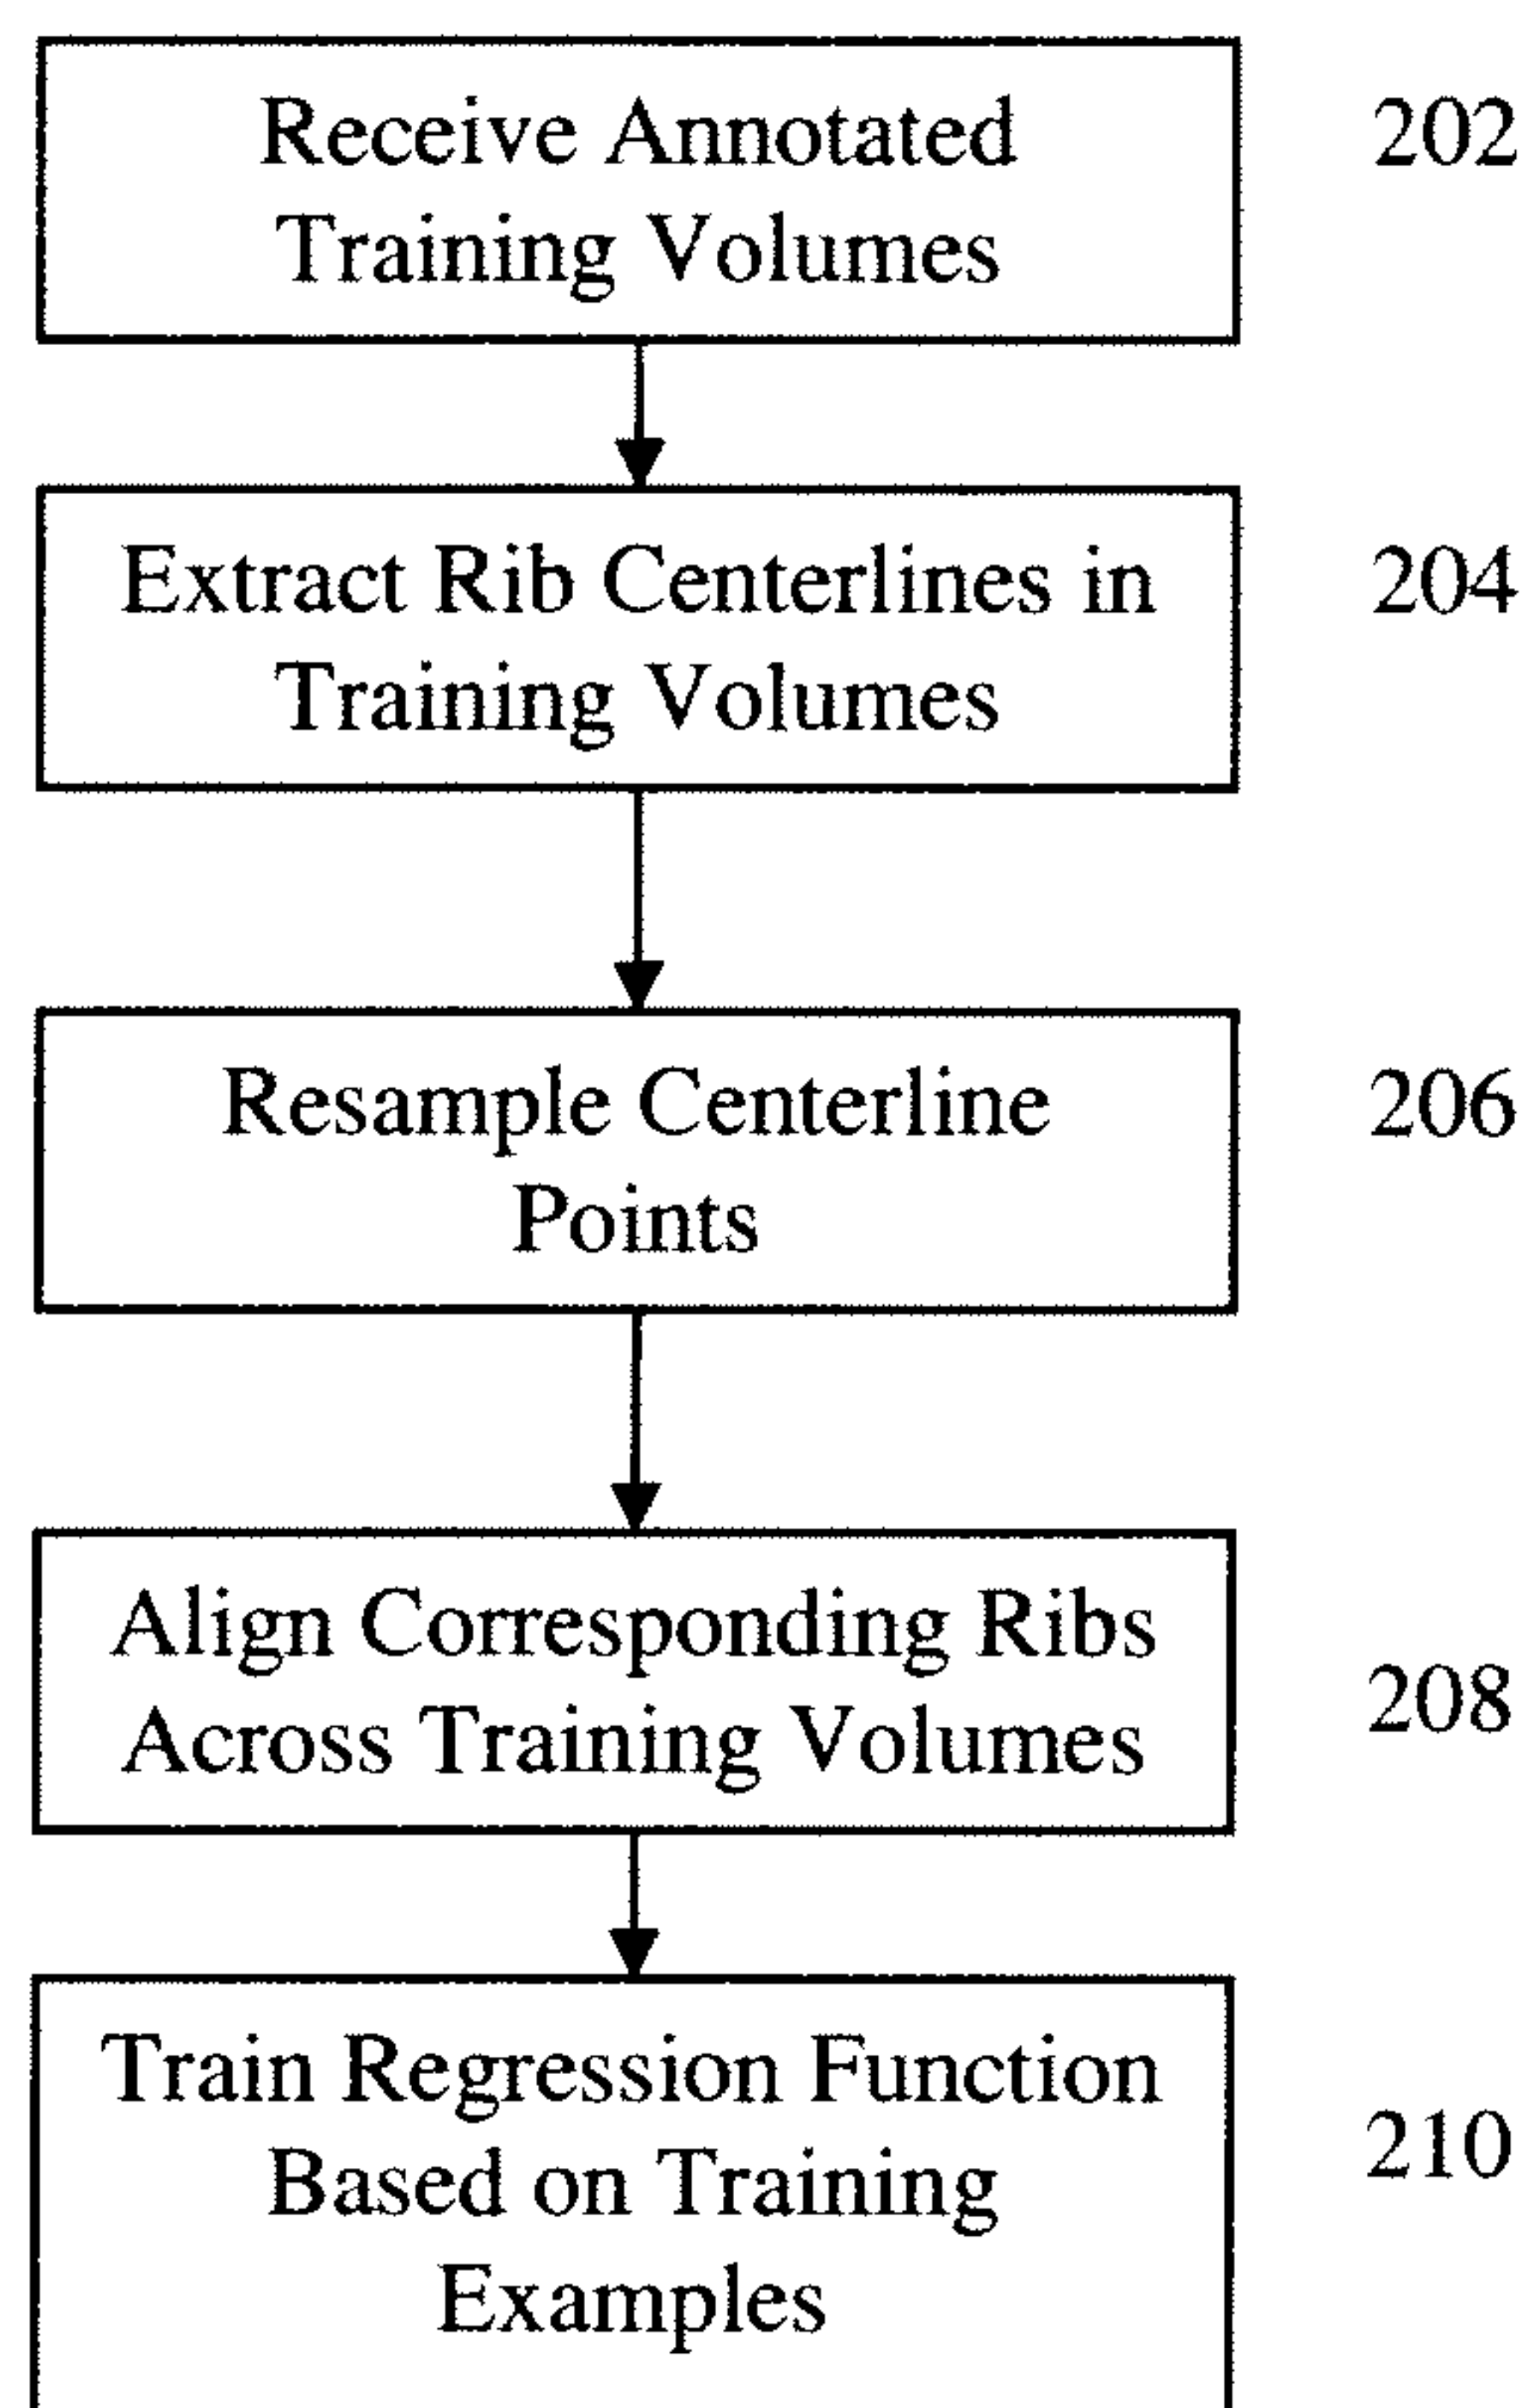 Receive Annotated
Training Volumes
202
Extract Rib Centerlines in
Training Volumes
204
Resample Centerline
Points
206
Align Corresponding Ribs
Across Training Volumes
208
Train Regression Function
Based on Training
Examples
210